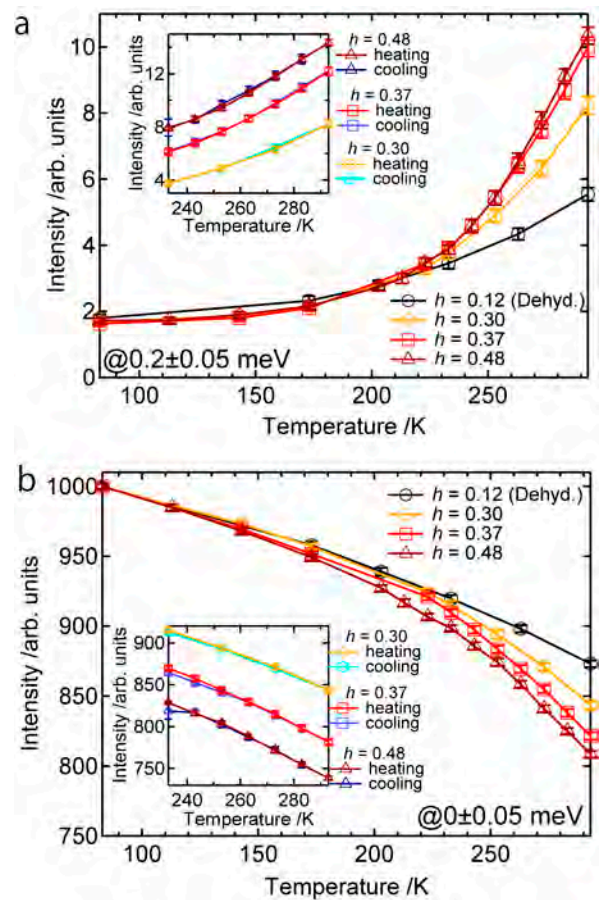 a
Intensity /arb. units
10
8
6
4
2
0
100
150
200
250
Temperature /K
@0.2±0.05 meV
h = 0.12 (Dehyd.)
h = 0.30
h = 0.37
h = 0.48
Intensity /arb. units
12
8
4
240
260
280
Temperature /K
h = 0.48
heating
cooling
h = 0.37
heating
cooling
h = 0.30
heating
cooling
b
Intensity /arb. units
1000
950
900
850
800
750
100
150
200
250
Temperature /K
@0±0.05 meV
h = 0.12 (Dehyd.)
h = 0.30
h = 0.37
h = 0.48
Intensity /arb. units
900
850
800
750
240
260
280
Temperature /K
h = 0.30
heating
cooling
h = 0.37
heating
cooling
h = 0.48
heating
cooling